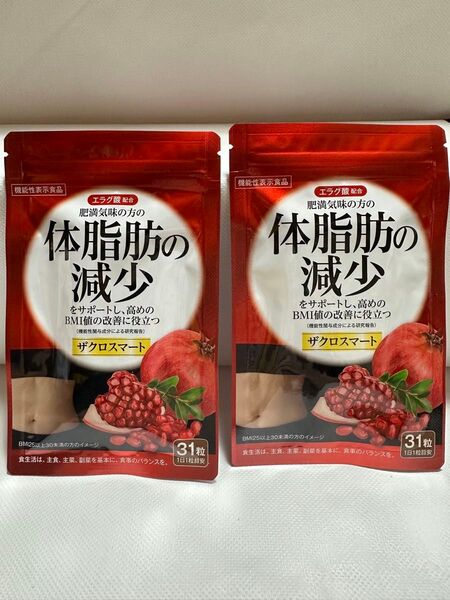 機能性表示食品
エラグ酸 配合
肥満気味の方の
体脂肪の
減少
をサポートし、高めの
BMI値の改善に役立つ
(機能性関与成分による研究報告)
ザクロスマート
BMI25以上30未満の方のイメージ
31粒
1日1粒目安
食生活は、主食、主菜、副菜を基本に、食事のバランスを。
機能性表示食品
エラグ酸 配合
肥満気味の方の
体脂肪の
減少
をサポートし、高めの
BMI値の改善に役立つ
(機能性関与成分による研究報告)
ザクロスマート
BMI25以上30未満の方のイメージ
31粒
1日1粒目安
食生活は、主食、主菜、副菜を基本に、食事のバランスを。